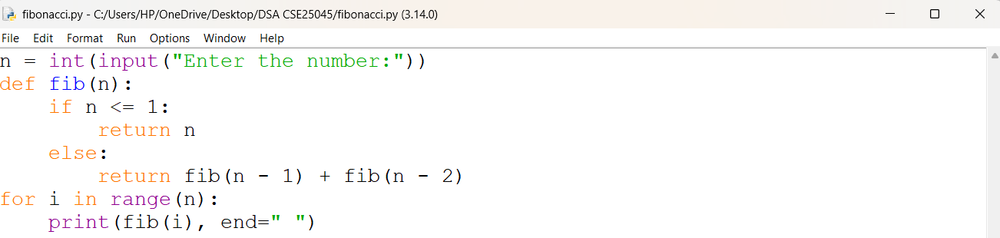 fibonacci.py - C:/Users/HP/OneDrive/Desktop/DSA CSE25045/fibonacci.py (3.14.0)
File Edit Format Run Options Window Help
n = int(input("Enter the number:"))
def fib(n):
    if n <= 1:
        return n
    else:
        return fib(n - 1) + fib(n - 2)
for i in range(n):
    print(fib(i), end=" ")